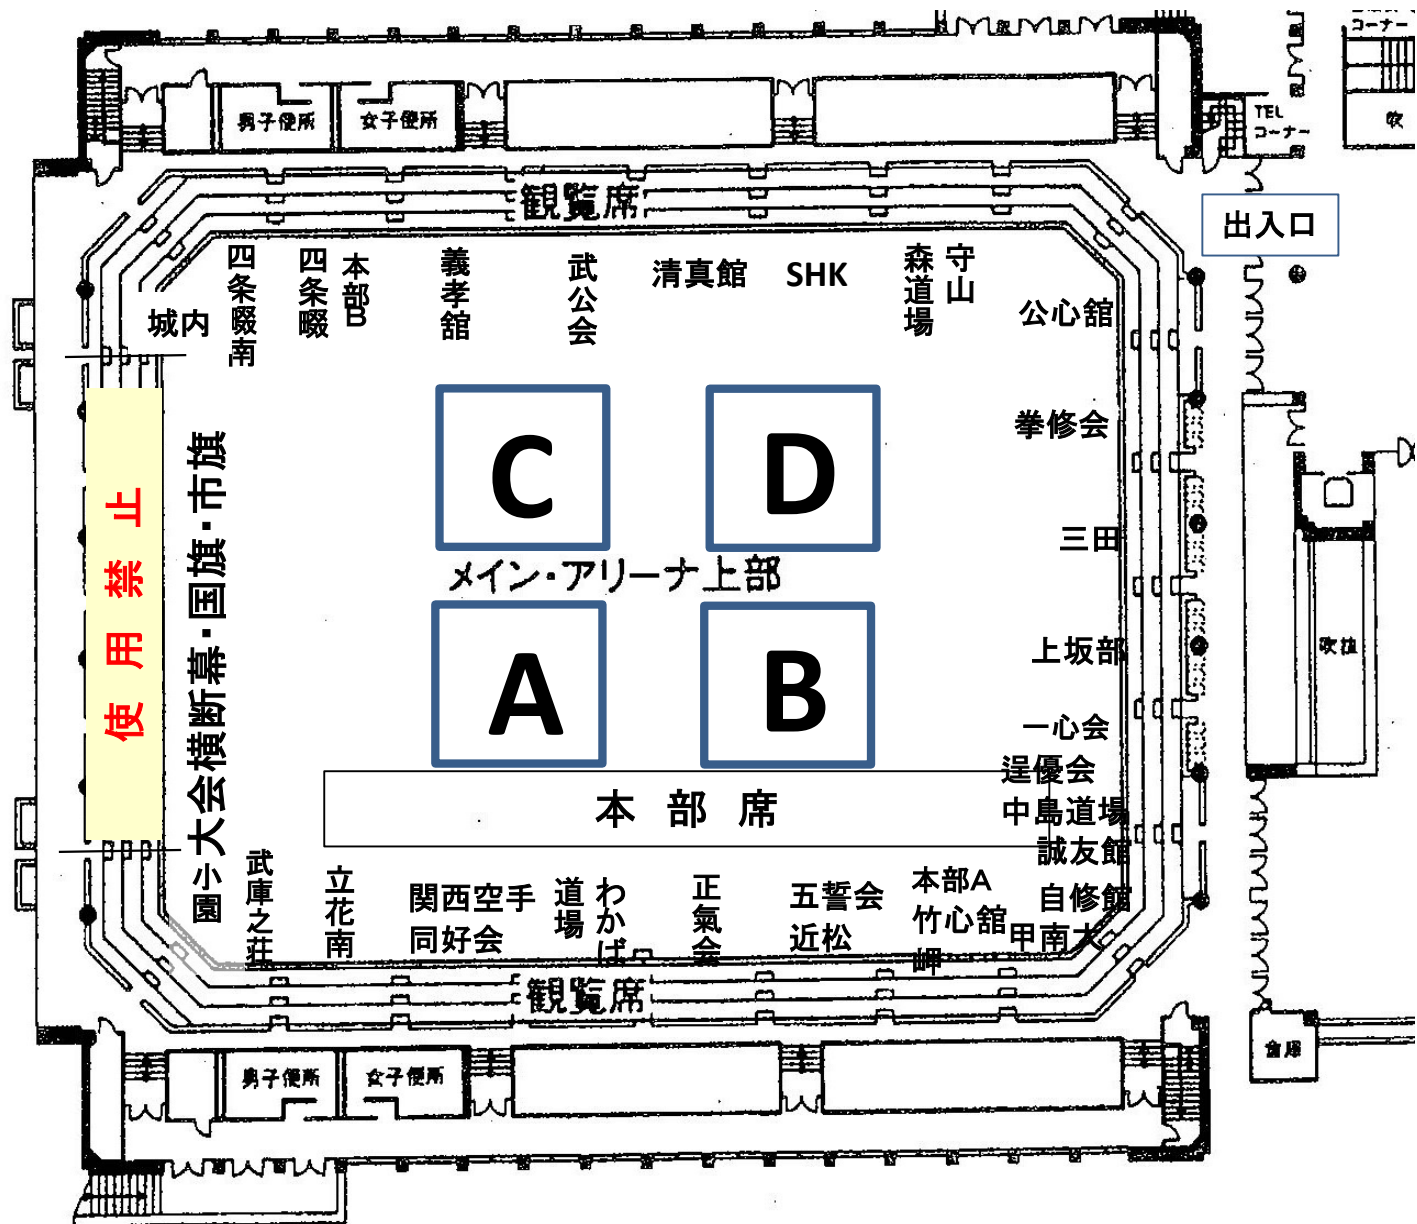 コーナー
男子便所
女子便所
TEL
コーナー
吹
観覧席
出入口
四条畷南
四条畷
本部B
義孝舘
武公会
清真館
SHK
森道場
守山
城内
公心舘
拳修会
C
D
使用禁止
大会横断幕・国旗・市旗
メイン・アリーナ上部
三田
A
B
上坂部
吹抜
一心会
逞優会
本部席
中島道場
誠友館
園小
武庫之荘
立花南
関西空手
同好会
わかば
道場
正氣会
五誓会
近松
本部A
竹心舘
岬
自修館
甲南大
観覧席
男子便所
女子便所
倉庫